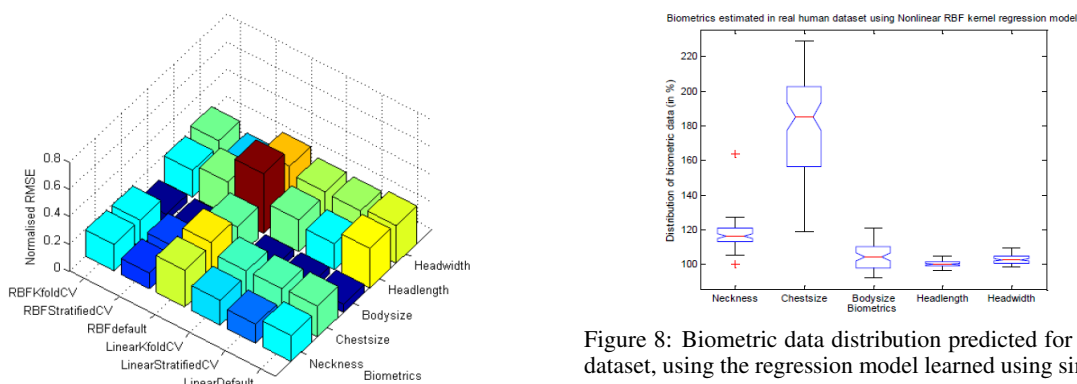 0.8
0.6
0.4
0.2
0
Normalised RMSE
RBFKfoldCV
RBFStratifiedCV
RBFdefault
LinearKfoldCV
LinearStratifiedCV
LinearDefault
Headwidth
Headlength
Bodysize
Chestsize
Neckness
Biometrics
Biometrics estimated in real human dataset using Nonlinear RBF kernel regression model
Distribution of biometric data (in %)
220
200
180
160
140
120
100
Neckness Chestsize Bodysize Headlength Headwidth
Biometrics
Figure 8: Biometric data distribution predicted for
dataset, using the regression model learned using si